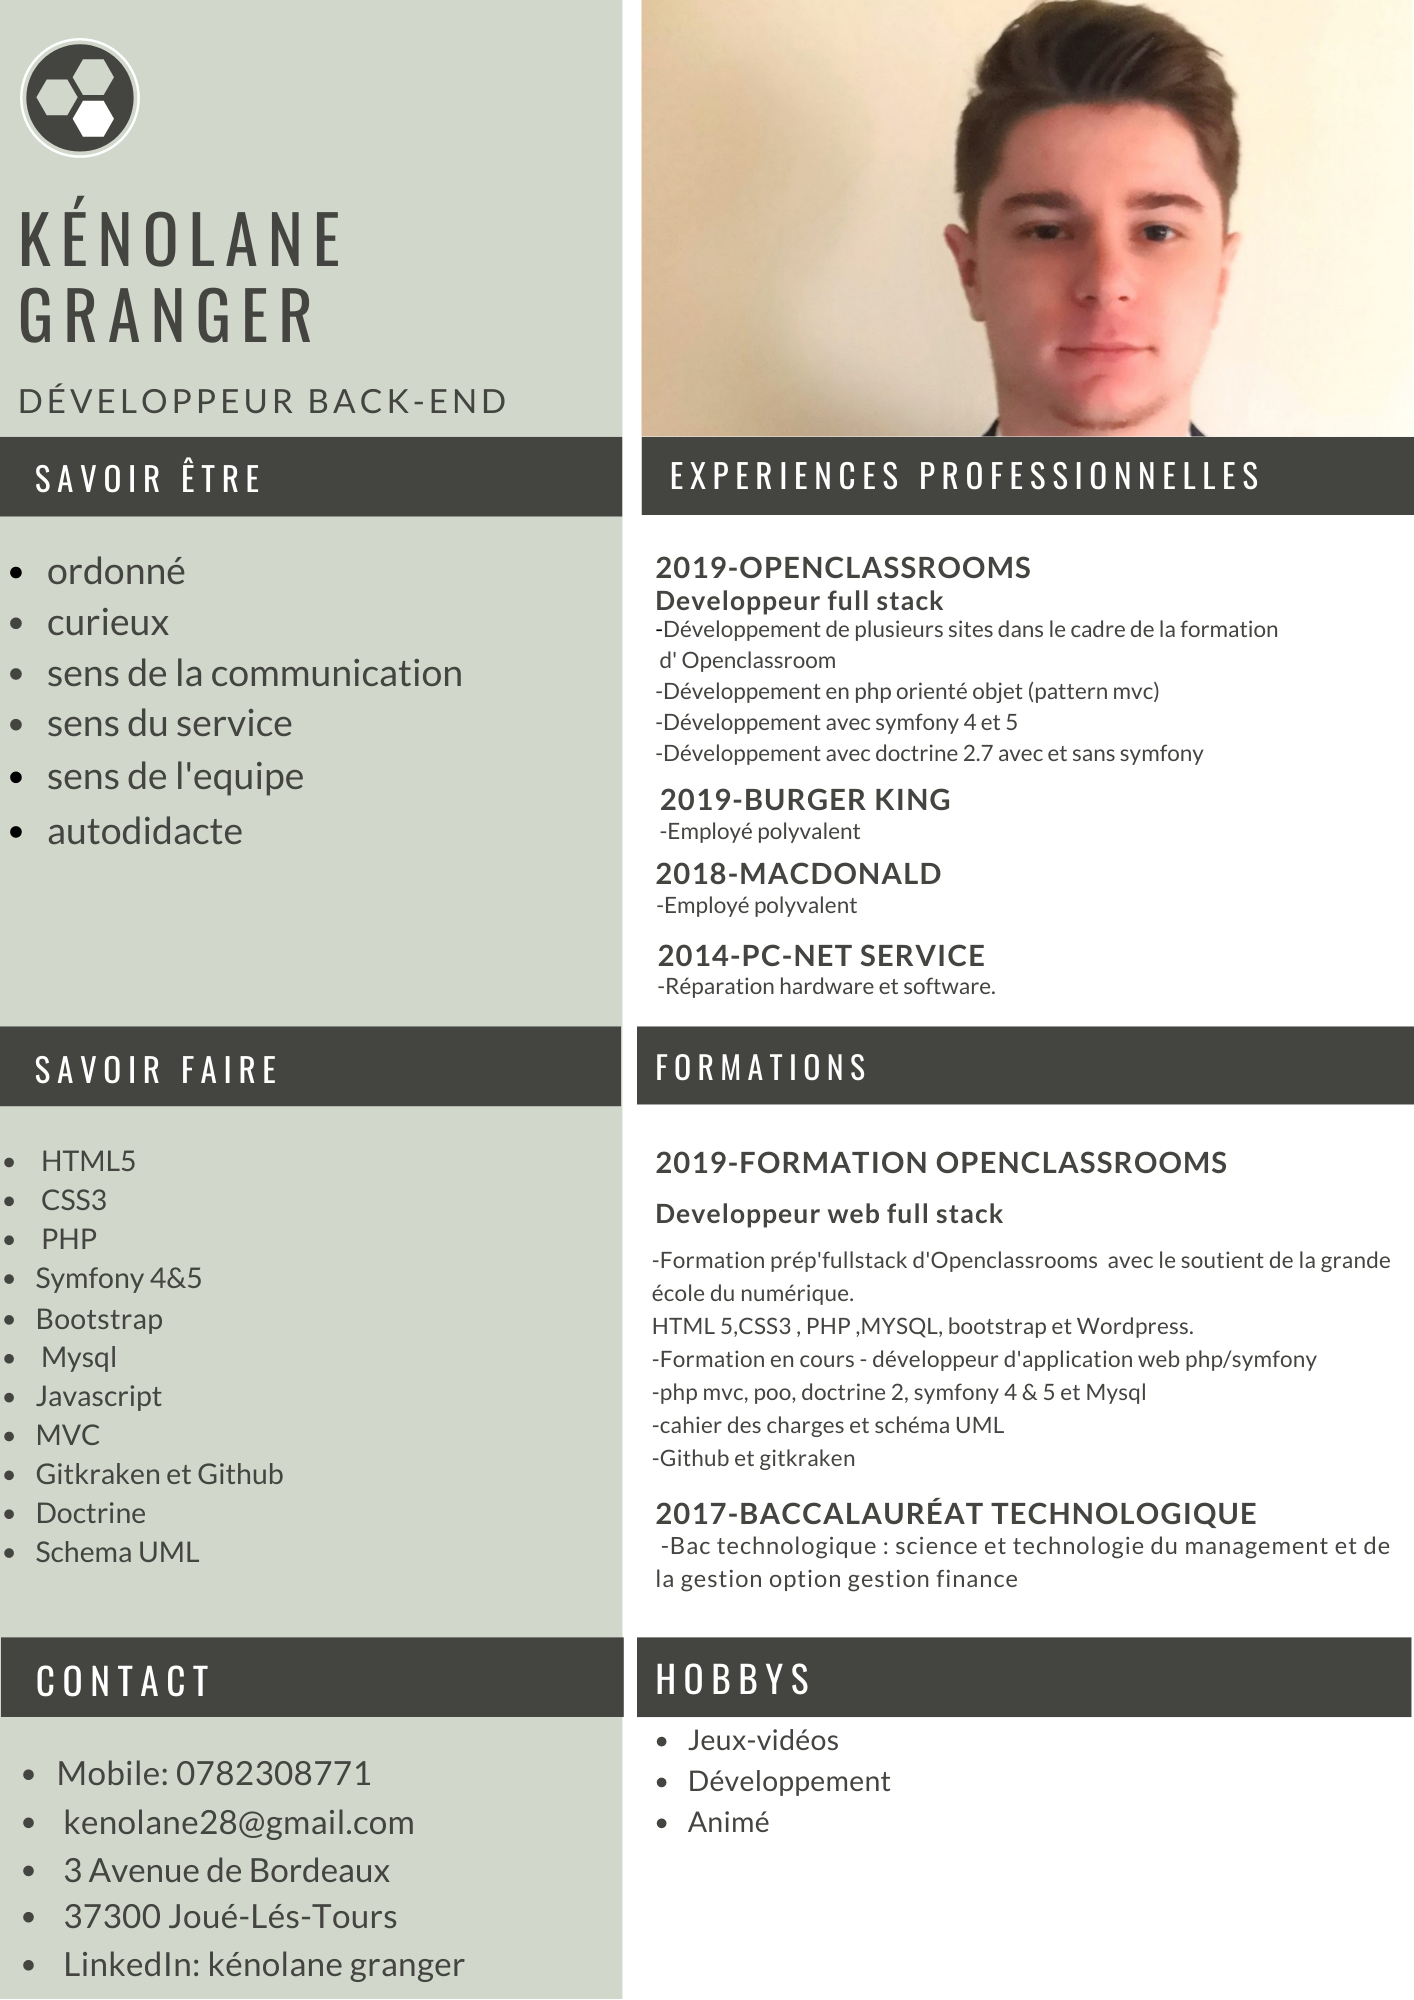 KÉNOLANE
GRANGER
DÉVELOPPEUR BACK-END
SAVOIR ÊTRE
ordonné
curieux
sens de la communication
sens du service
sens de l'equipe
autodidacte
SAVOIR FAIRE
HTML5
CSS3
PHP
Symfony 4&5
Bootstrap
Mysql
Javascript
MVC
Gitkraken et Github
Doctrine
Schema UML
CONTACT
Mobile: 0782308771
kenolane28@gmail.com
3 Avenue de Bordeaux
37300 Joué-Lés-Tours
LinkedIn: kénolane granger
EXPERIENCES PROFESSIONNELLES
2019-OPENCLASSROOMS
Developpeur full stack
-Développement de plusieurs sites dans le cadre de la formation
d' Openclassroom
-Développement en php orienté objet (pattern mvc)
-Développement avec symfony 4 et 5
-Développement avec doctrine 2.7 avec et sans symfony
2019-BURGER KING
-Employé polyvalent
2018-MACDONALD
-Employé polyvalent
2014-PC-NET SERVICE
-Réparation hardware et software.
FORMATIONS
2019-FORMATION OPENCLASSROOMS
Developpeur web full stack
-Formation prép'fullstack d'Openclassrooms  avec le soutient de la grande
école du numérique.
HTML 5,CSS3 , PHP ,MYSQL, bootstrap et Wordpress.
-Formation en cours - développeur d'application web php/symfony
-php mvc, poo, doctrine 2, symfony 4 & 5 et Mysql
-cahier des charges et schéma UML
-Github et gitkraken
2017-BACCALAURÉAT TECHNOLOGIQUE
-Bac technologique : science et technologie du management et de
la gestion option gestion finance
HOBBYS
Jeux-vidéos
Développement
Animé